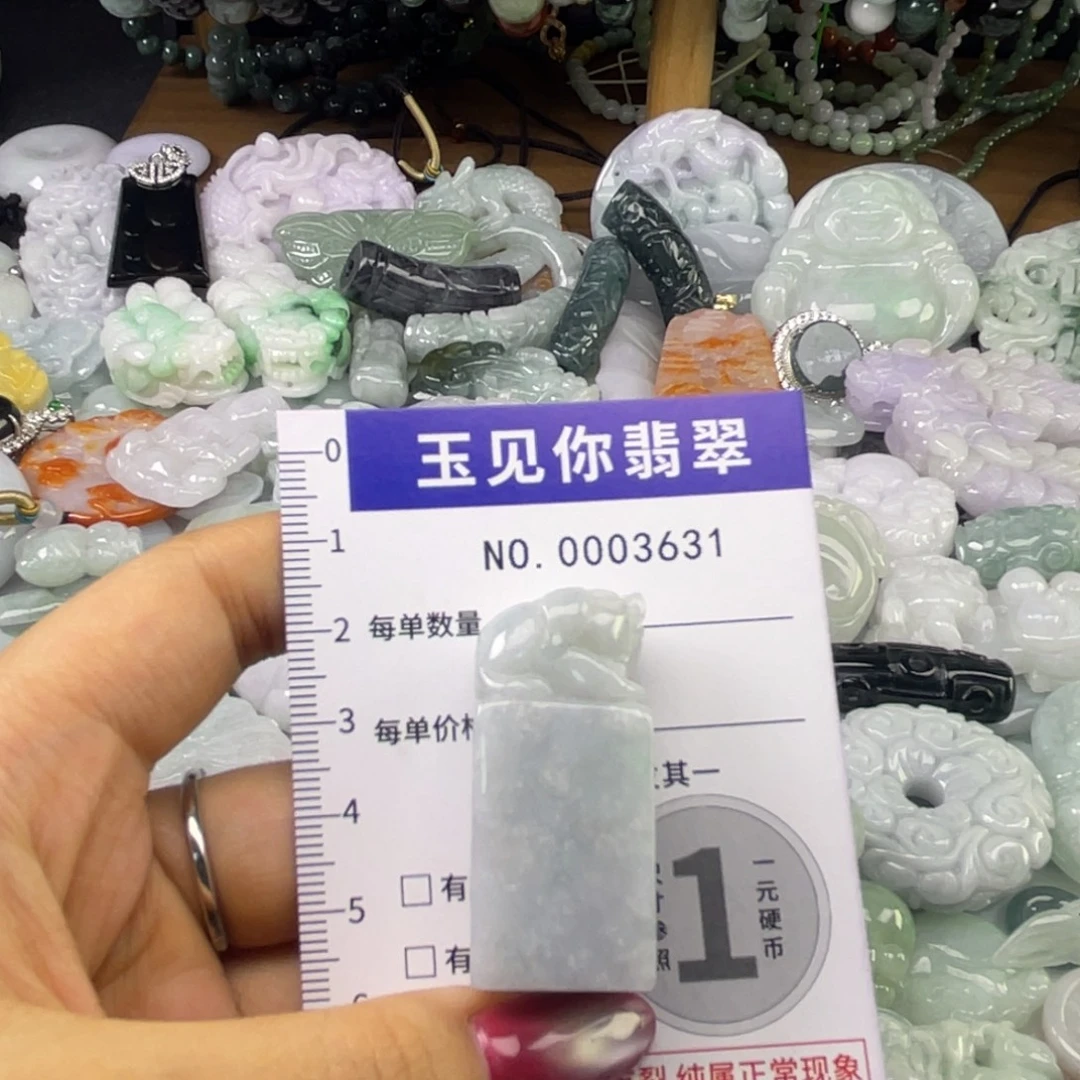 玉见你翡翠
NO. 0003631
0
1
2
3
4
5
每单数量
每单价
其一
有
有
1
一元硬币
照
裂,纯属正常现象